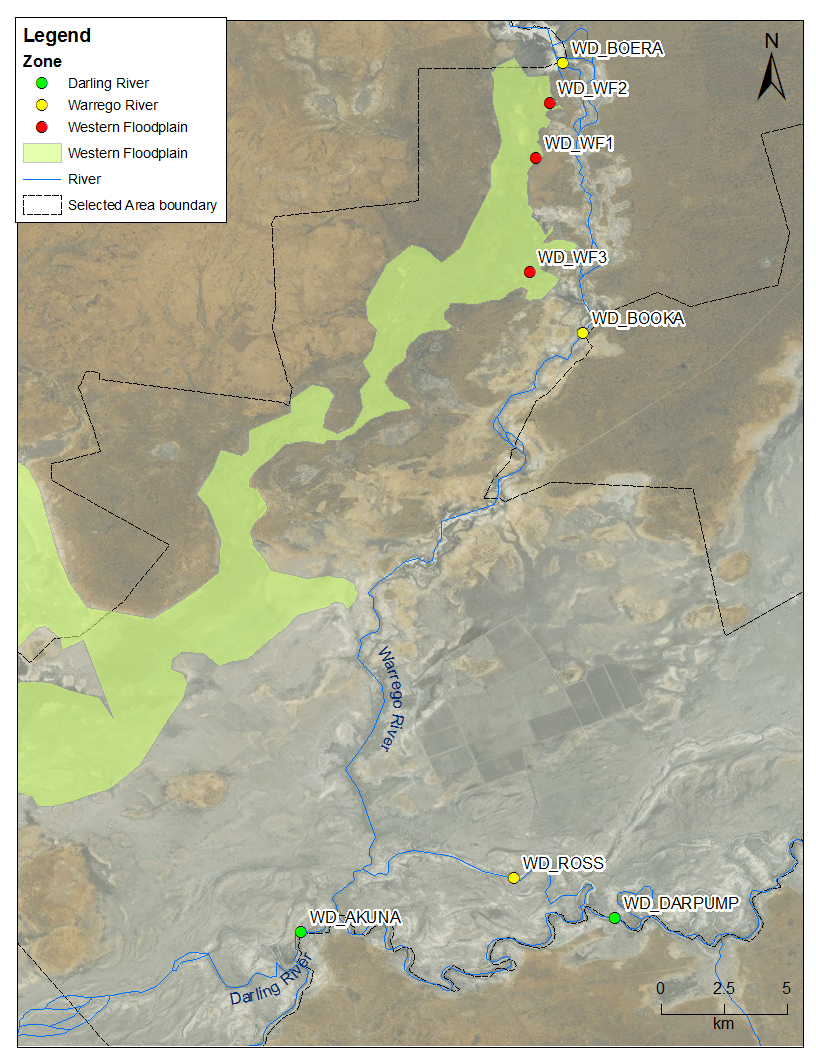 Legend
Zone
Darling River
Warrego River
Western Floodplain
Western Floodplain
River
Selected Area boundary
N
WD_BOERA
WD_WF2
WD_WF1
WD_WF3
WD_BOOKA
Warrego River
WD_ROSS
WD_DARPUMP
WD_AKUNA
Darling River
0 2.5 5
km